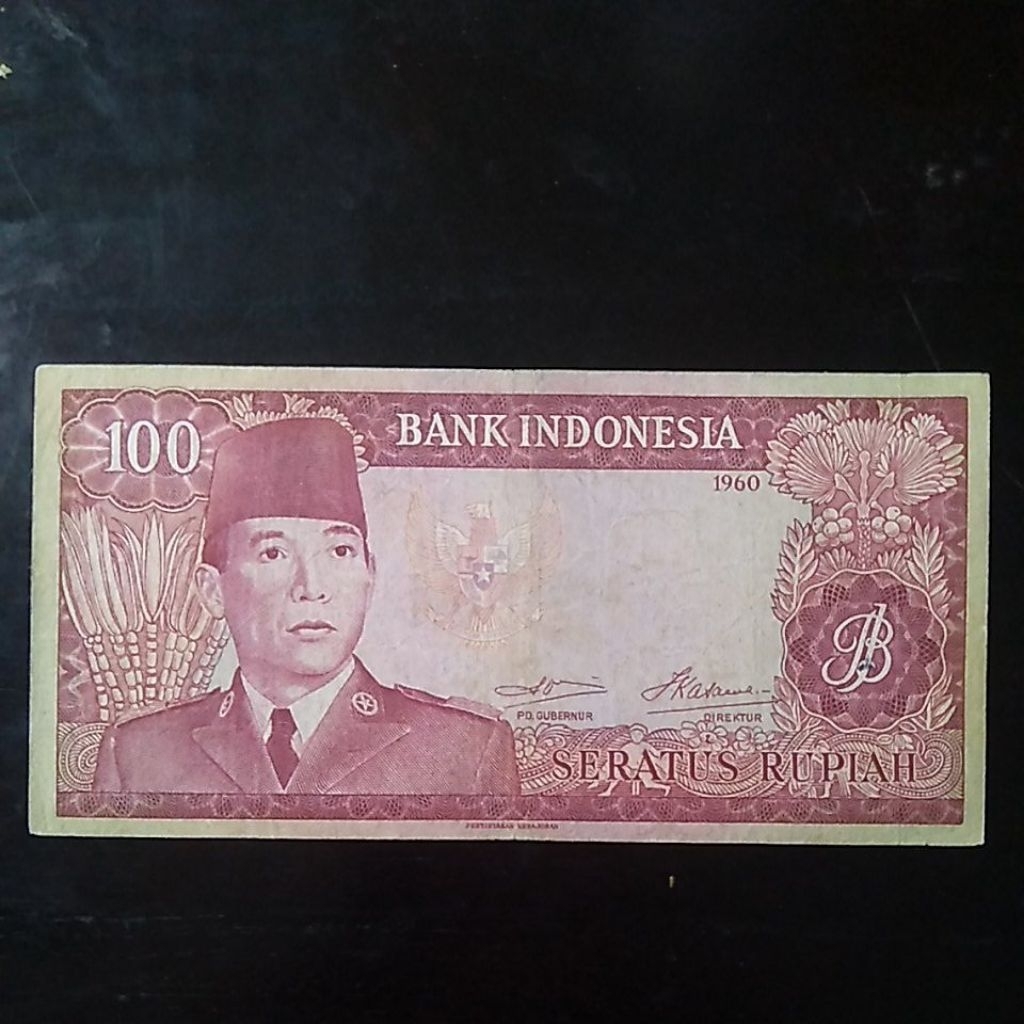 100
BANK INDONESIA
1960
PD. GUBERNUR
DIREKTUR
SERATUS RUPIAH